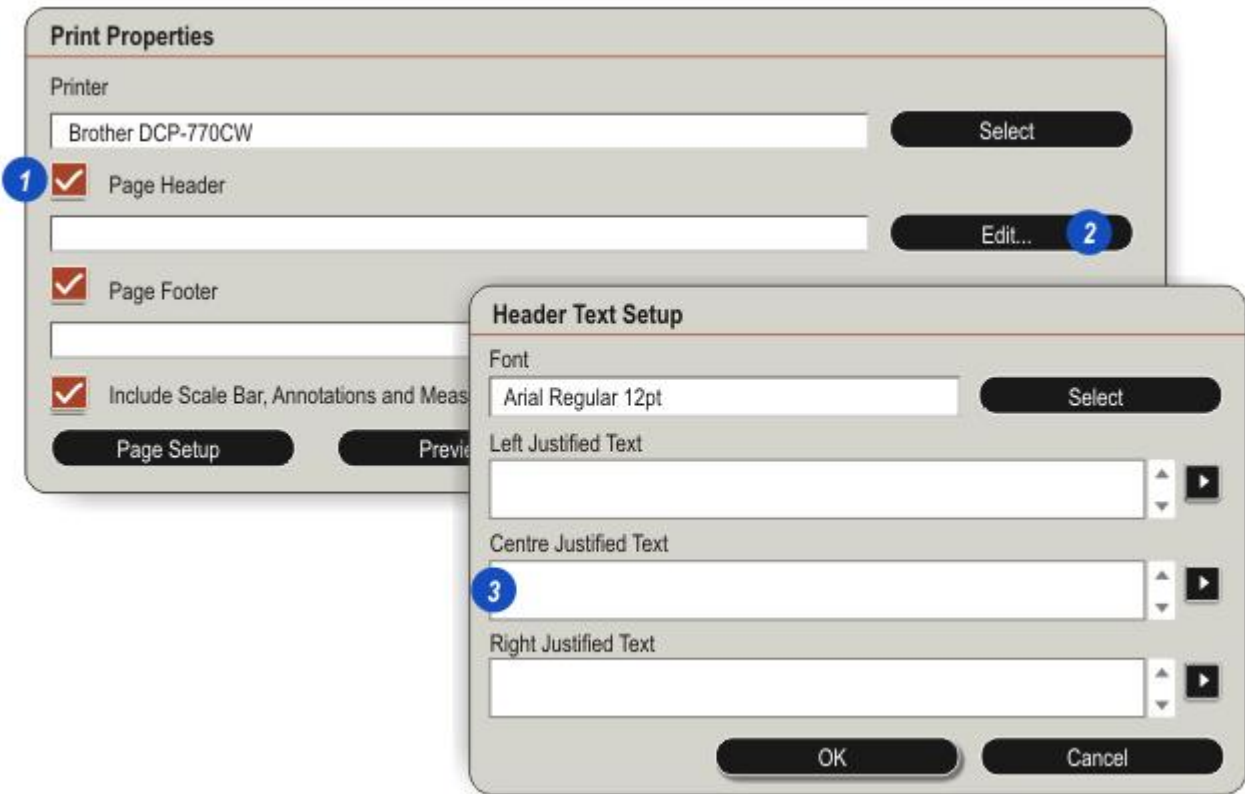 Print Properties
Printer
Brother DCP-770CW
Select
1
Page Header
Edit...
2
Page Footer
Include Scale Bar, Annotations and Meas
Page Setup
Previe
Header Text Setup
Font
Arial Regular 12pt
Select
Left Justified Text
Centre Justified Text
3
Right Justified Text
OK
Cancel